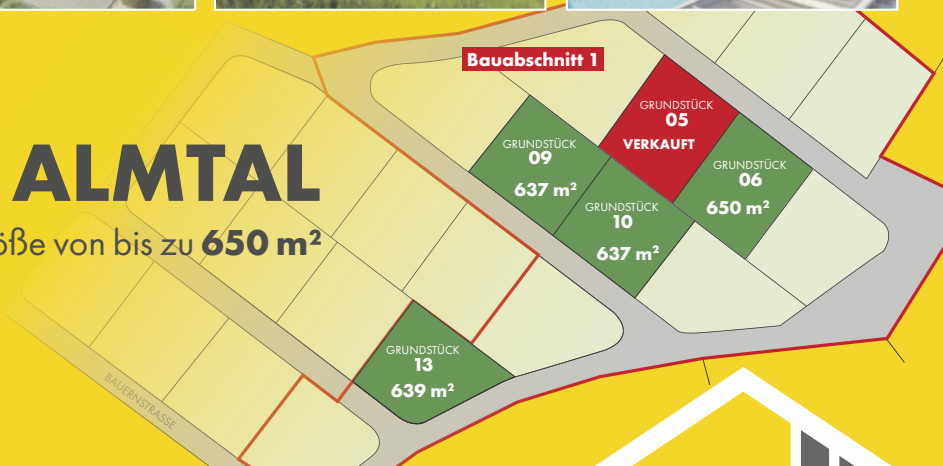 Bauabschnitt 1
GRUNDSTÜCK
05
VERKAUFT
GRUNDSTÜCK
09
637 m²
GRUNDSTÜCK
06
650 m²
GRUNDSTÜCK
10
637 m²
ALMTAL
öße von bis zu 650 m²
GRUNDSTÜCK
13
639 m²
BAUERNSTRASSE